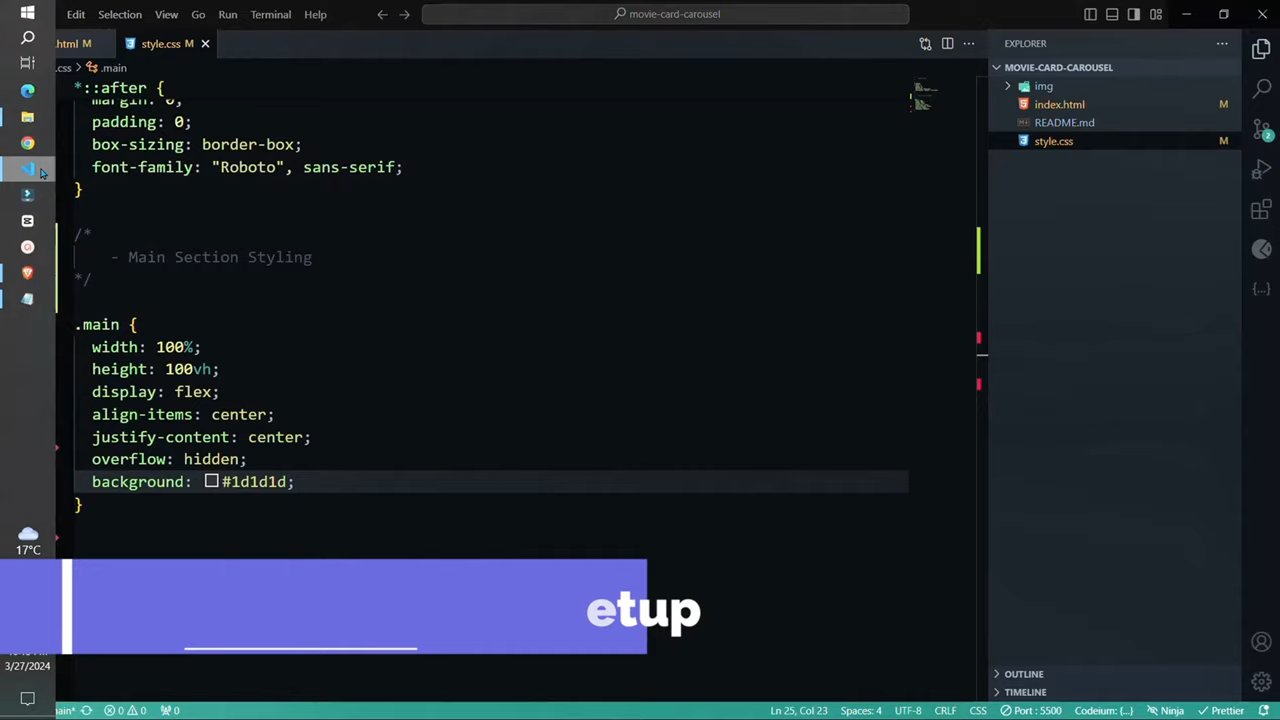 Edit Selection View Go Run Terminal Help
movie-card-carousel
.html M
style.css M
EXPLORER
.css .main
MOVIE-CARD-CAROUSEL
*::after {
img
margin: 0;
index.html M
padding: 0;
README.md
box-sizing: border-box;
style.css M
2
font-family: "Roboto", sans-serif;
}
/*
- Main Section Styling
*/
.main {
width: 100%;
height: 100vh;
display: flex;
align-items: center;
justify-content: center;
overflow: hidden;
background: #1d1d1d;
}
17°C
etup
3/27/2024
OUTLINE
TIMELINE
0 0 0
Ln 25, Col 23
Spaces: 4
UTF-8
CRLF
CSS
Port : 5500
Codeium: {...}
Ninja
Prettier